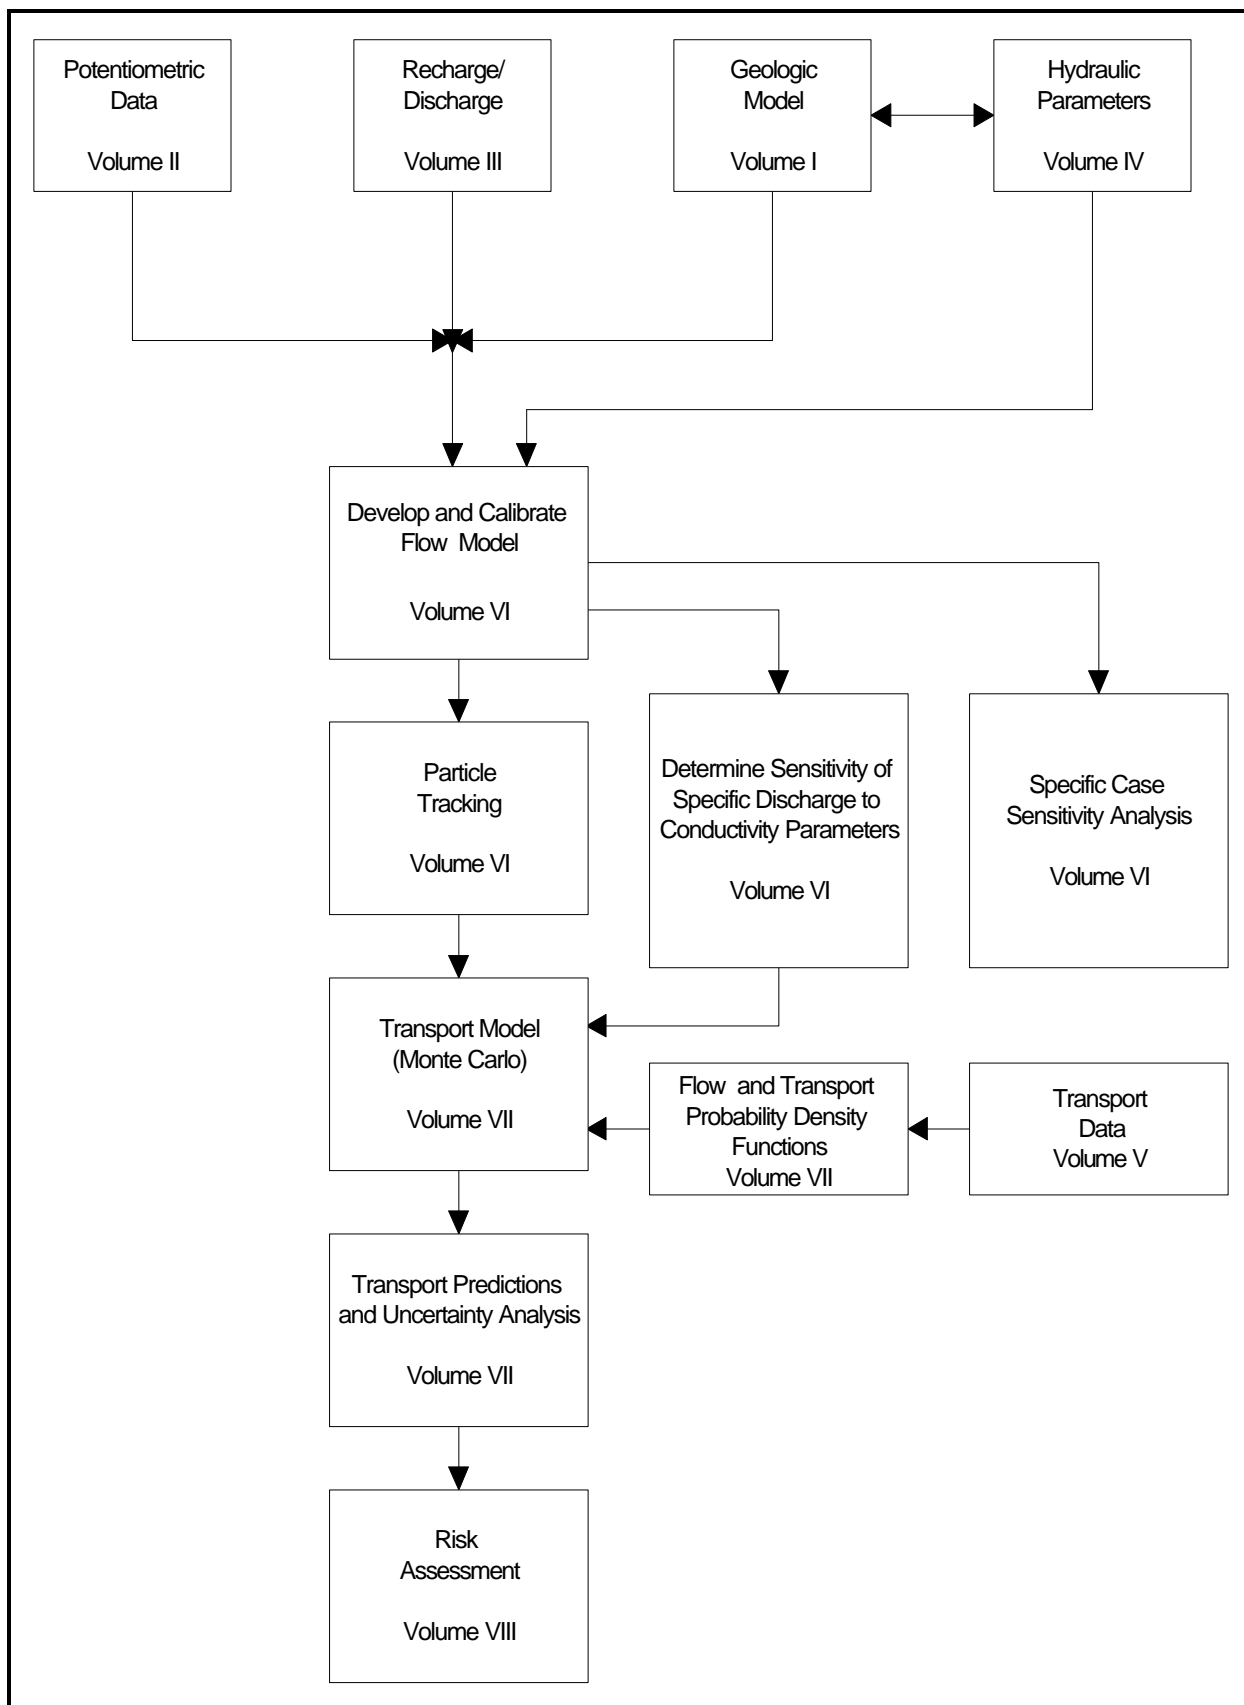 Potentiometric
Data
Volume II
Recharge/
Discharge
Volume III
Geologic
Model
Volume I
Hydraulic
Parameters
Volume IV
Develop and Calibrate
Flow Model
Volume VI
Particle
Tracking
Volume VI
Determine Sensitivity of
Specific Discharge to
Conductivity Parameters
Volume VI
Specific Case
Sensitivity Analysis
Volume VI
Transport Model
(Monte Carlo)
Volume VII
Flow and Transport
Probability Density
Functions
Volume VII
Transport
Data
Volume V
Transport Predictions
and Uncertainty Analysis
Volume VII
Risk
Assessment
Volume VIII